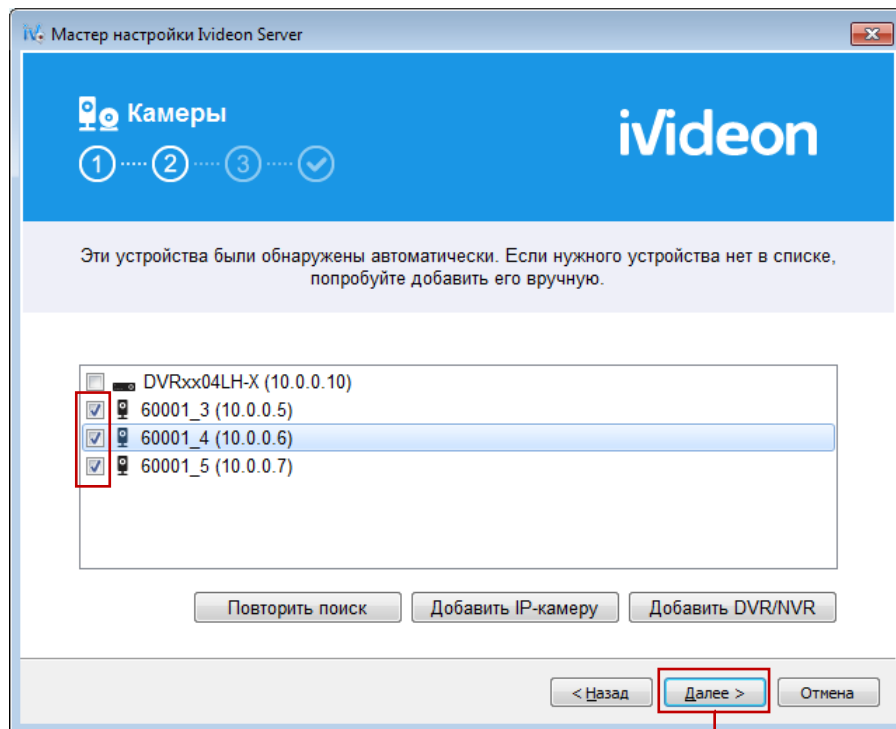 Мастер настройки Ivideon Server
Камеры
iVideon
1 2 3
Эти устройства были обнаружены автоматически. Если нужного устройства нет в списке,
попробуйте добавить его вручную.
DVRxx04LH-X (10.0.0.10)
60001_3 (10.0.0.5)
60001_4 (10.0.0.6)
60001_5 (10.0.0.7)
Повторить поиск Добавить IP-камеру Добавить DVR/NVR
< Назад Далее > Отмена